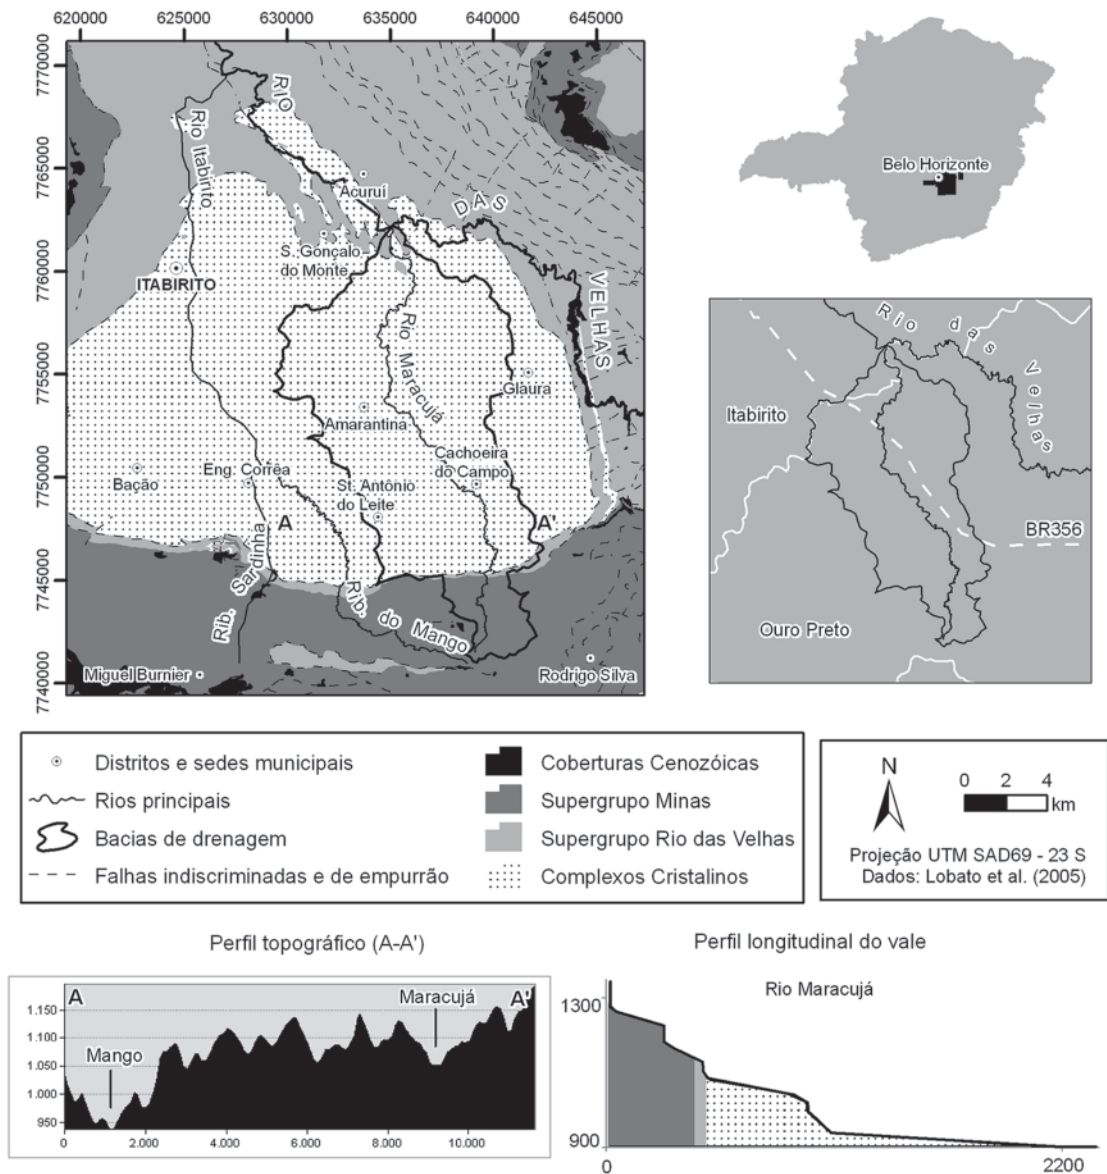 620000 625000 630000 635000 640000 645000
7770000
7765000
7760000
7755000
7750000
7745000
7740000
RIO
DAS
VELHAS
Rio Itabirito
Acuruí
S. Gonçalo
do Monte
ITABIRITO
Rio Maracujá
Glaura
Amarantina
Cachoeira
do Campo
Eng. Corrêa
Bação
St. Antônio
do Leite
A
A'
Rib. Sardinha
Rib. do Mango
Miguel Burnier
Rodrigo Silva
Belo Horizonte
Rio das Velhas
Itabirito
BR356
Ouro Preto
Distritos e sedes municipais
Rios principais
Bacias de drenagem
Falhas indiscriminadas e de empurrão
Coberturas Cenozóicas
Supergrupo Minas
Supergrupo Rio das Velhas
Complexos Cristalinos
N
0 2 4
km
Projeção UTM SAD69 - 23 S
Dados: Lobato et al. (2005)
Perfil topográfico (A-A')
A
Maracujá
A'
Mango
1.150
1.100
1.050
1.000
950
0 2.000 4.000 6.000 8.000 10.000
Perfil longitudinal do vale
Rio Maracujá
1300
900
0 2200